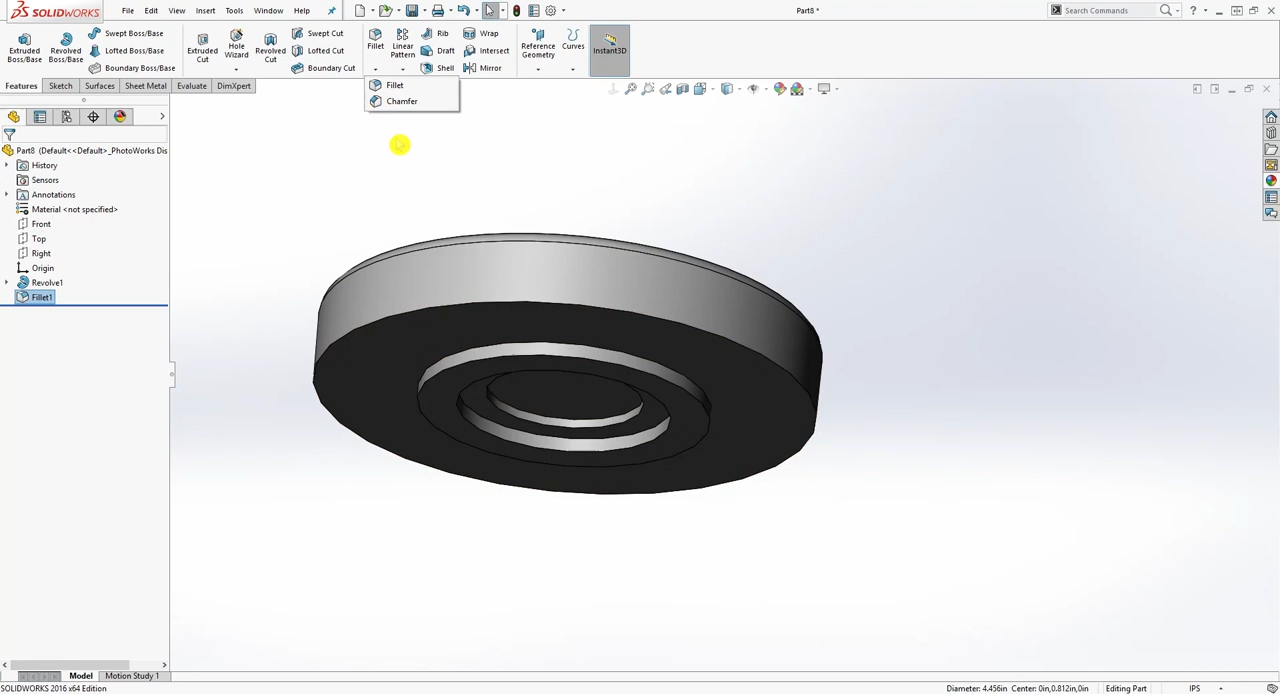 SOLIDWORKS
File Edit View Insert Tools Window Help
Part8 *
Search Commands
Extruded Boss/Base
Revolved Boss/Base
Swept Boss/Base
Lofted Boss/Base
Boundary Boss/Base
Extruded Cut
Hole Wizard
Revolved Cut
Swept Cut
Lofted Cut
Boundary Cut
Fillet
Linear Pattern
Rib
Draft
Shell
Wrap
Intersect
Mirror
Reference Geometry
Curves
Instant3D
Features Sketch Surfaces Sheet Metal Evaluate DimXpert
Fillet
Chamfer
Part8 (Default<<Default>_PhotoWorks Dis
History
Sensors
Annotations
Material <not specified>
Front
Top
Right
Origin
Revolve1
Fillet1
Model Motion Study 1
SOLIDWORKS 2016 x64 Edition
Diameter: 4.456in Center: 0in,0.812in,0in
Editing Part
IPS